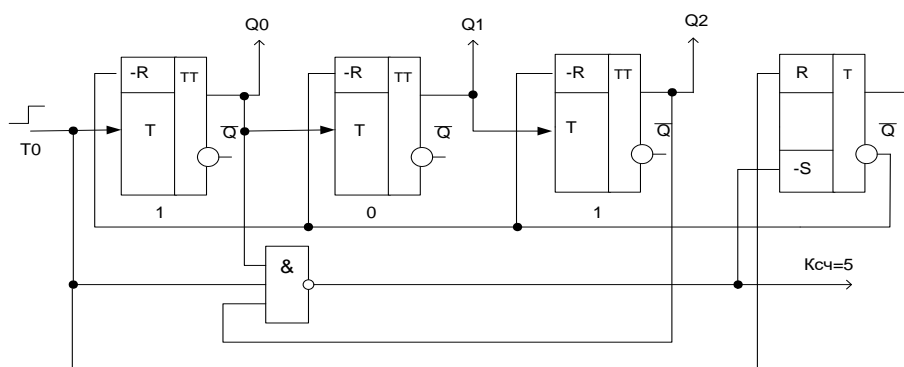 Q0 Q1 Q2
-R TT -R TT -R TT R T
T0 T Q̅ T Q̅ T Q̅ -S Q̅
1 0 1
&
Kсч=5